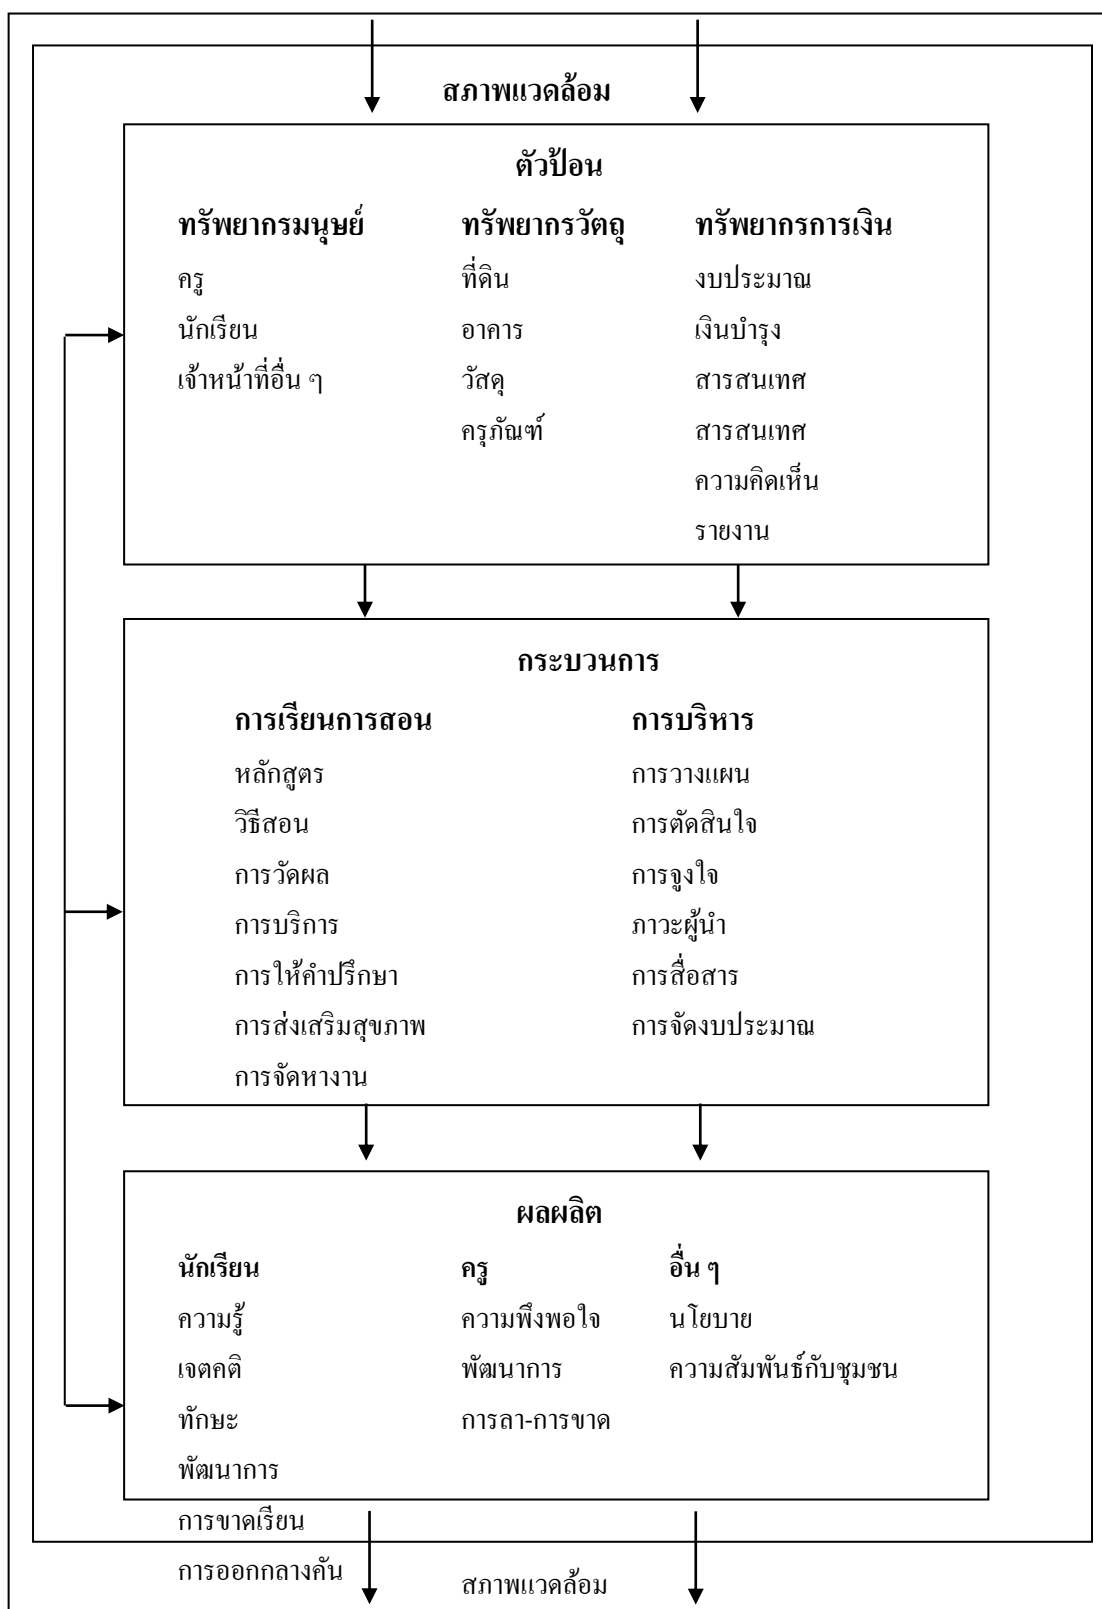 สภาพแวดล้อม
ตัวป้อน
ทรัพยากรมนุษย์ ทรัพยากรวัตถุ ทรัพยากรการเงิน
ครู ที่ดิน งบประมาณ
นักเรียน อาคาร เงินบำรุง
เจ้าหน้าที่อื่น ๆ วัสดุ สารสนเทศ
ครุภัณฑ์ สารสนเทศ
ความคิดเห็น
รายงาน
กระบวนการ
การเรียนการสอน การบริหาร
หลักสูตร การวางแผน
วิธีสอน การตัดสินใจ
การวัดผล การจูงใจ
การบริการ ภาวะผู้นำ
การให้คำปรึกษา การสื่อสาร
การส่งเสริมสุขภาพ การจัดงบประมาณ
การจัดหางาน
ผลผลิต
นักเรียน ครู อื่น ๆ
ความรู้ ความพึงพอใจ นโยบาย
เจตคติ พัฒนาการ ความสัมพันธ์กับชุมชน
ทักษะ การลา-การขาด
พัฒนาการ
การขาดเรียน
การออกกลางคัน สภาพแวดล้อม